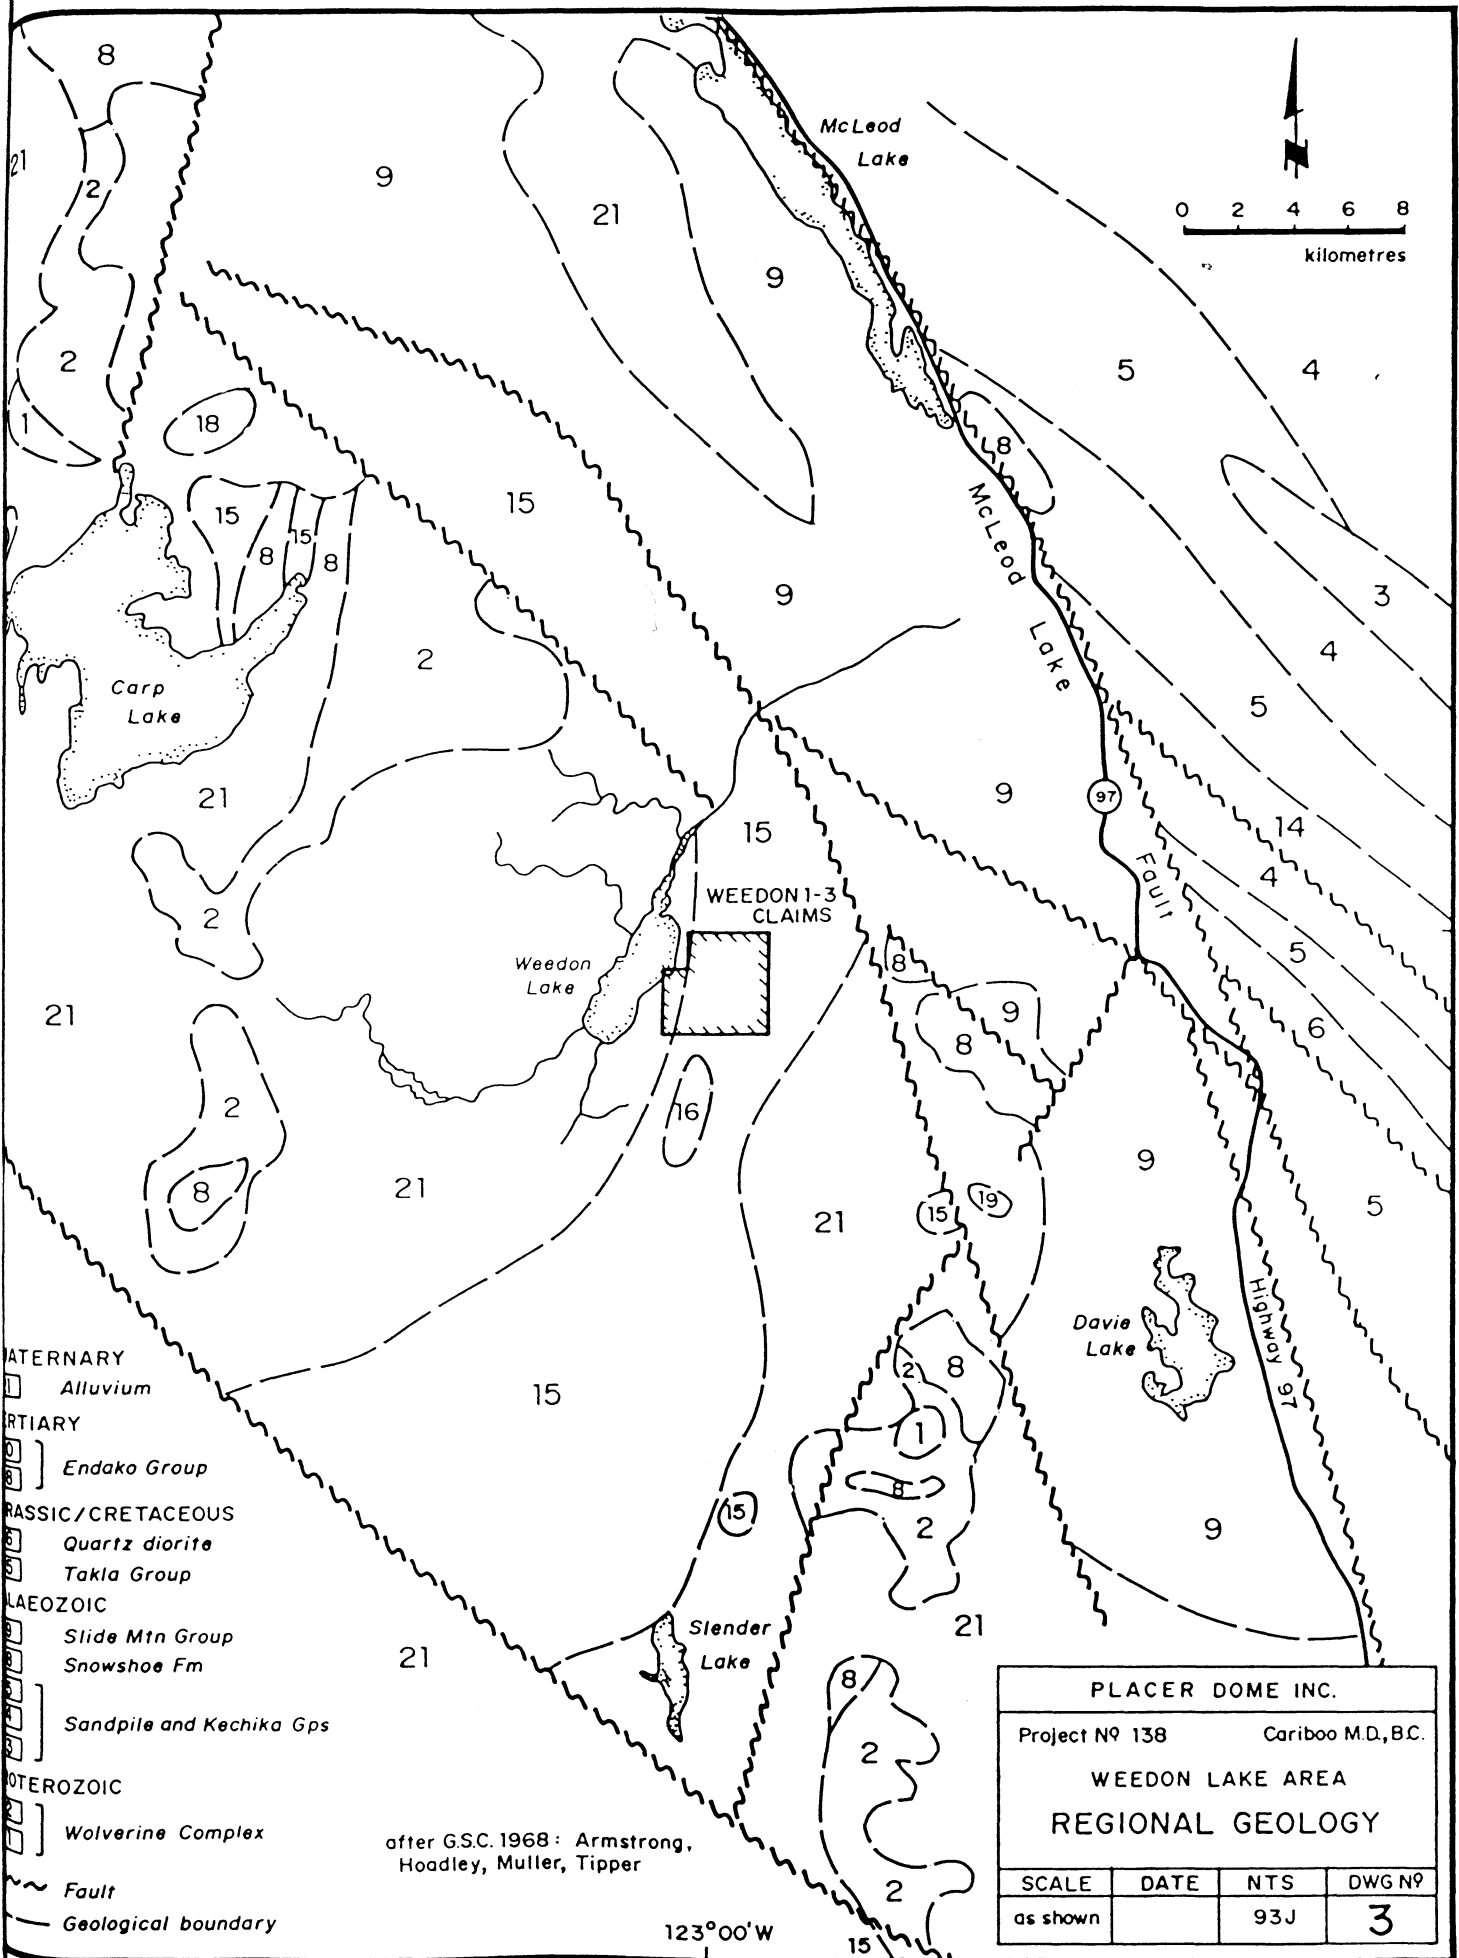 8
21
2
9
21
9
McLeod
Lake
0 2 4 6 8
kilometres
2
1
18
15
8
15
8
15
5
4
8
McLeod
Lake
Fault
9
3
4
5
2
Carp
Lake
21
9
97
14
15
4
WEEDON 1-3
CLAIMS
2
Weedon
Lake
8
5
9
8
6
21
2
16
8
21
21
15
19
9
5
Davie
Lake
Highway 97
15
2
8
1
8
2
15
9
21
Slender
Lake
21
8
2
2
15
ATERNARY
1 Alluvium
RTIARY
Endako Group
RASSIC/CRETACEOUS
Quartz diorite
Takla Group
LAEOZOIC
Slide Mtn Group
Snowshoe Fm
Sandpile and Kechika Gps
OTEROZOIC
Wolverine Complex
Fault
Geological boundary
after G.S.C. 1968: Armstrong,
Hoadley, Muller, Tipper
123°00'W
PLACER DOME INC.
Project Nº 138 Cariboo M.D., B.C.
WEEDON LAKE AREA
REGIONAL GEOLOGY
SCALE DATE NTS DWG Nº
as shown 93J 3